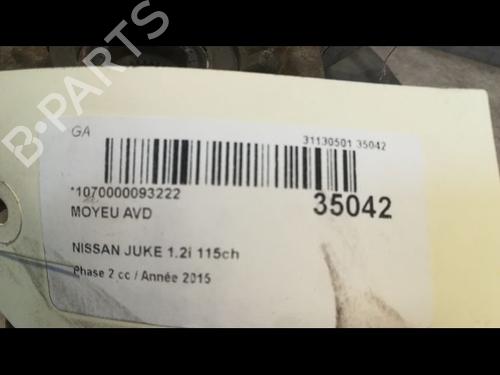 B-PARTS
GA
31130501 35042
*1070000093222
35042
MOYEU AVD
NISSAN JUKE 1.2i 115ch
Phase 2 cc / Année 2015